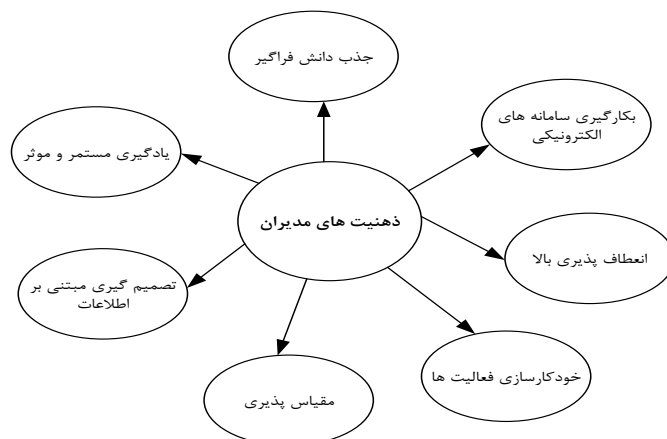 جذب دانش فراگیر
بکارگیری سامانه های
الکترونیکی
یادگیری مستمر و موثر
ذهنیت های مدیران
انعطاف پذیری بالا
تصمیم گیری مبتنی بر
اطلاعات
خودکارسازی فعالیت ها
مقیاس پذیری